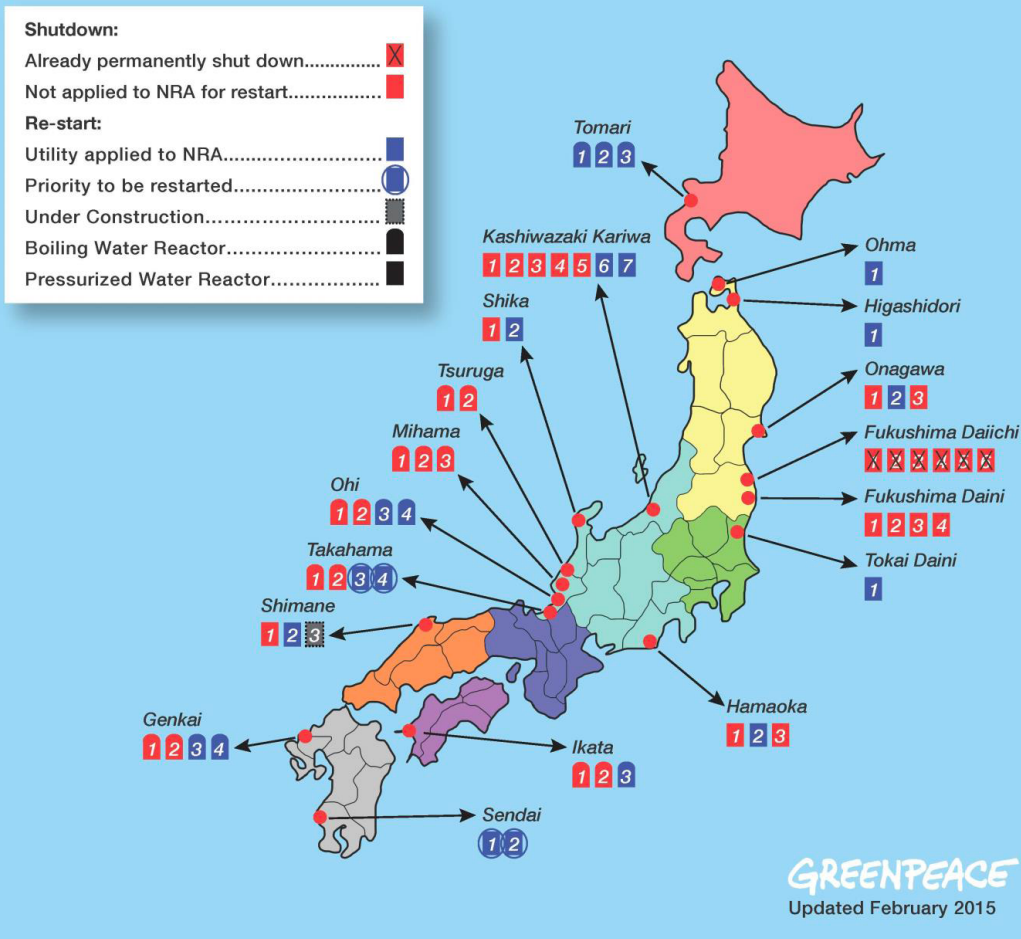 Shutdown:
Already permanently shut down...............
Not applied to NRA for restart.................
Re-start:
Utility applied to NRA.............................
Priority to be restarted...........................
Under Construction................................
Boiling Water Reactor............................
Pressurized Water Reactor....................
Tomari
1 2 3
Kashiwazaki Kariwa
1 2 3 4 5 6 7
Ohma
1
Shika
1 2
Higashidori
1
Tsuruga
1 2
Onagawa
1 2 3
Mihama
1 2 3
Fukushima Daiichi
Ohi
1 2 3 4
Fukushima Daini
1 2 3 4
Takahama
1 2 3 4
Tokai Daini
1
Shimane
1 2 3
Hamaoka
1 2 3
Genkai
1 2 3 4
Ikata
1 2 3
Sendai
1 2
GREENPEACE
Updated February 2015